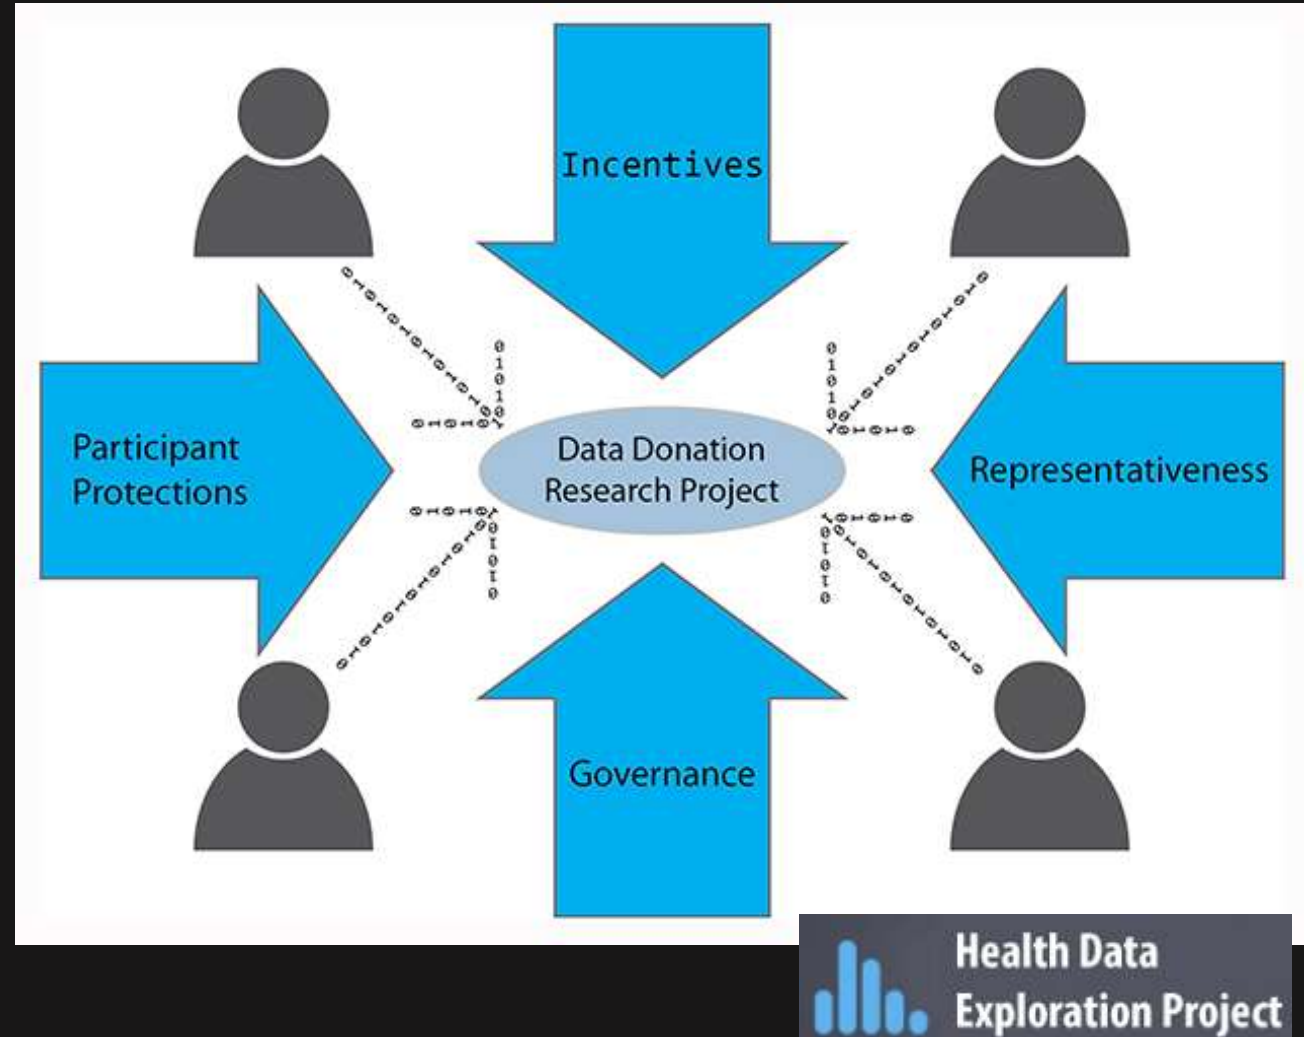 Incentives
Participant
Protections
Data Donation
Research Project
Representativeness
Governance
Health Data
Exploration Project